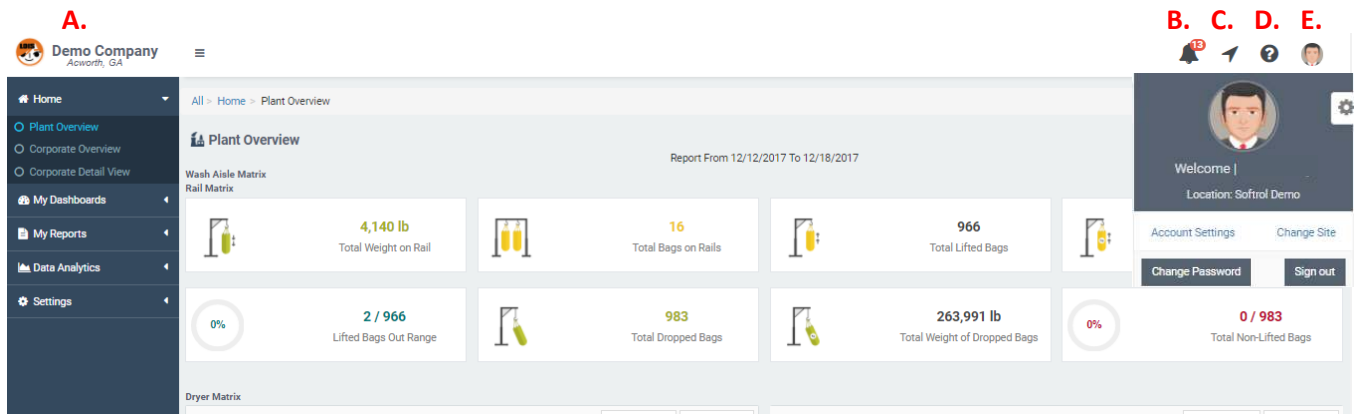 A. B. C. D. E.
LOIS
Demo Company
Acworth, GA
13
Home
All > Home > Plant Overview
Plant Overview
Corporate Overview
Corporate Detail View
My Dashboards
My Reports
Data Analytics
Settings
Plant Overview
Report From 12/12/2017 To 12/18/2017
Wash Aisle Matrix
Rail Matrix
4,140 lb
Total Weight on Rail
16
Total Bags on Rails
966
Total Lifted Bags
0%
2 / 966
Lifted Bags Out Range
983
Total Dropped Bags
263,991 lb
Total Weight of Dropped Bags
0%
0 / 983
Total Non-Lifted Bags
Dryer Matrix
Welcome |
Location: Softrol Demo
Account Settings Change Site
Change Password Sign out